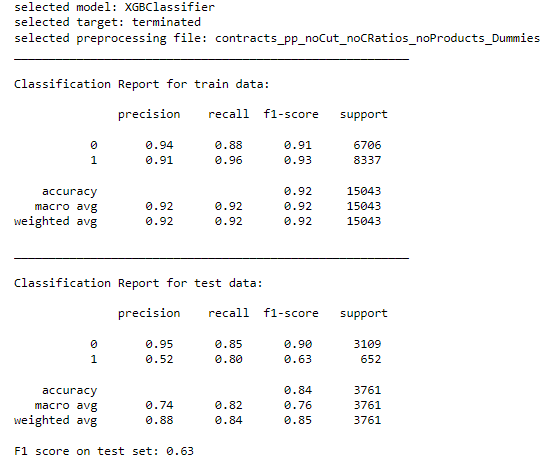 selected model: XGBClassifier
selected target: terminated
selected preprocessing file: contracts_pp_noCut_noCRatios_noProducts_Dummies
Classification Report for train data:
precision recall f1-score support
0 0.94 0.88 0.91 6706
1 0.91 0.96 0.93 8337
accuracy 0.92 15043
macro avg 0.92 0.92 0.92 15043
weighted avg 0.92 0.92 0.92 15043
Classification Report for test data:
precision recall f1-score support
0 0.95 0.85 0.90 3109
1 0.52 0.80 0.63 652
accuracy 0.84 3761
macro avg 0.74 0.82 0.76 3761
weighted avg 0.88 0.84 0.85 3761
F1 score on test set: 0.63